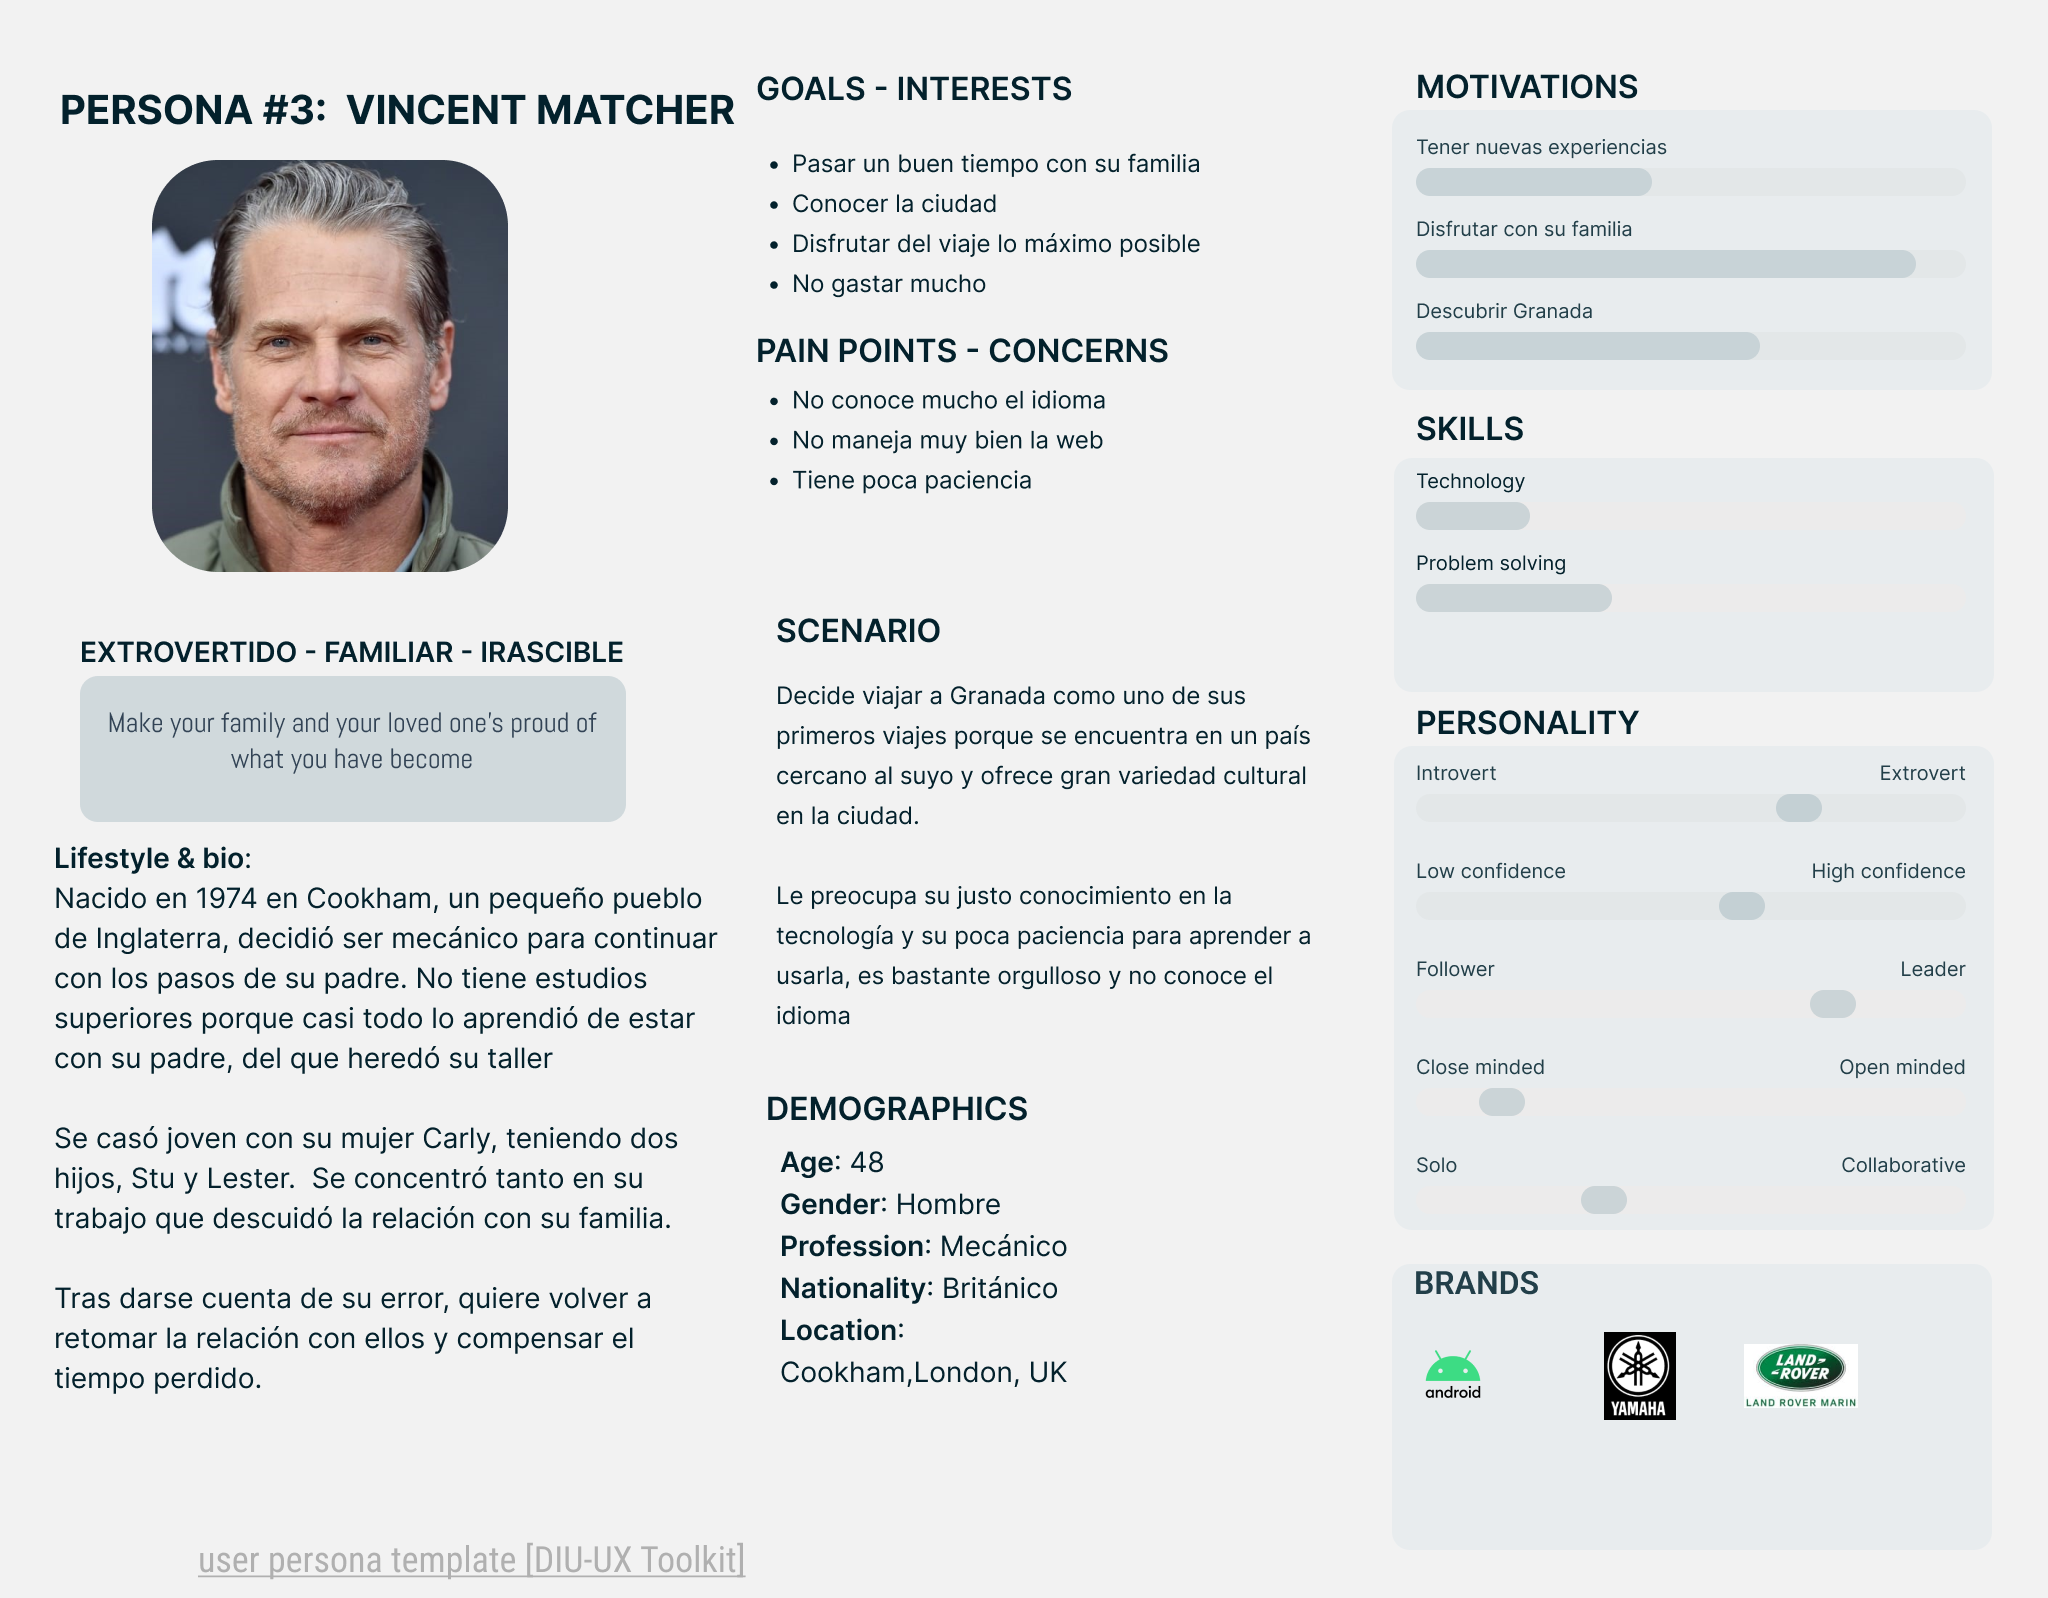 PERSONA #3:  VINCENT MATCHER
EXTROVERTIDO - FAMILIAR - IRASCIBLE
Make your family and your loved one's proud of
what you have become
Lifestyle & bio:
Nacido en 1974 en Cookham, un pequeño pueblo
de Inglaterra, decidió ser mecánico para continuar
con los pasos de su padre. No tiene estudios
superiores porque casi todo lo aprendió de estar
con su padre, del que heredó su taller
Se casó joven con su mujer Carly, teniendo dos
hijos, Stu y Lester.  Se concentró tanto en su
trabajo que descuidó la relación con su familia.
Tras darse cuenta de su error, quiere volver a
retomar la relación con ellos y compensar el
tiempo perdido.
user persona template [DIU-UX Toolkit]
GOALS - INTERESTS
• Pasar un buen tiempo con su familia
• Conocer la ciudad
• Disfrutar del viaje lo máximo posible
• No gastar mucho
PAIN POINTS - CONCERNS
• No conoce mucho el idioma
• No maneja muy bien la web
• Tiene poca paciencia
SCENARIO
Decide viajar a Granada como uno de sus
primeros viajes porque se encuentra en un país
cercano al suyo y ofrece gran variedad cultural
en la ciudad.
Le preocupa su justo conocimiento en la
tecnología y su poca paciencia para aprender a
usarla, es bastante orgulloso y no conoce el
idioma
DEMOGRAPHICS
Age: 48
Gender: Hombre
Profession: Mecánico
Nationality: Británico
Location:
Cookham,London, UK
MOTIVATIONS
Tener nuevas experiencias
Disfrutar con su familia
Descubrir Granada
SKILLS
Technology
Problem solving
PERSONALITY
Introvert Extrovert
Low confidence High confidence
Follower Leader
Close minded Open minded
Solo Collaborative
BRANDS
android
YAMAHA
LAND-
-ROVER
LAND ROVER MARIN